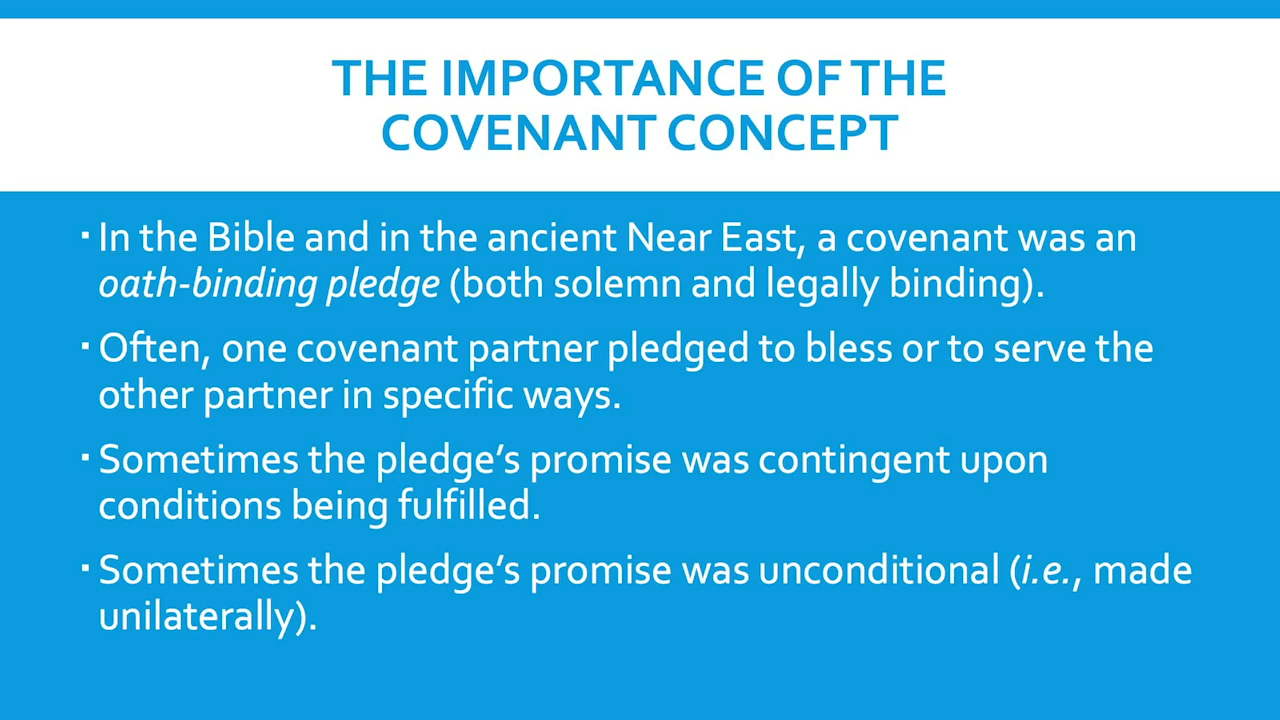 THE IMPORTANCE OF THE
COVENANT CONCEPT
▪ In the Bible and in the ancient Near East, a covenant was an
oath-binding pledge (both solemn and legally binding).
▪ Often, one covenant partner pledged to bless or to serve the
other partner in specific ways.
▪ Sometimes the pledge’s promise was contingent upon
conditions being fulfilled.
▪ Sometimes the pledge’s promise was unconditional (i.e., made
unilaterally).